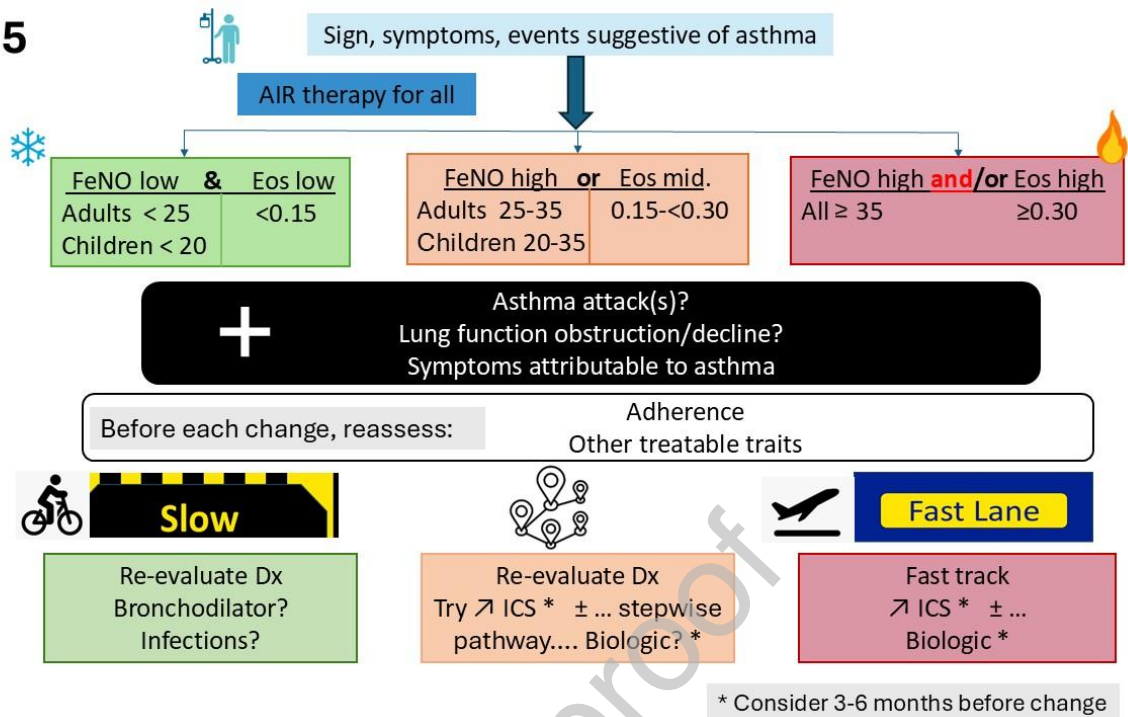 5
Sign, symptoms, events suggestive of asthma
AIR therapy for all
FeNO low & Eos low
Adults < 25 <0.15
Children < 20
FeNO high or Eos mid.
Adults 25-35 0.15-<0.30
Children 20-35
FeNO high and/or Eos high
All ≥ 35 ≥0.30
+
Asthma attack(s)?
Lung function obstruction/decline?
Symptoms attributable to asthma
Before each change, reassess:
Adherence
Other treatable traits
Slow
Fast Lane
Re-evaluate Dx
Bronchodilator?
Infections?
Re-evaluate Dx
Try ↗ ICS * ± ... stepwise
pathway.... Biologic? *
Fast track
↗ ICS * ± ...
Biologic *
* Consider 3-6 months before change
proof